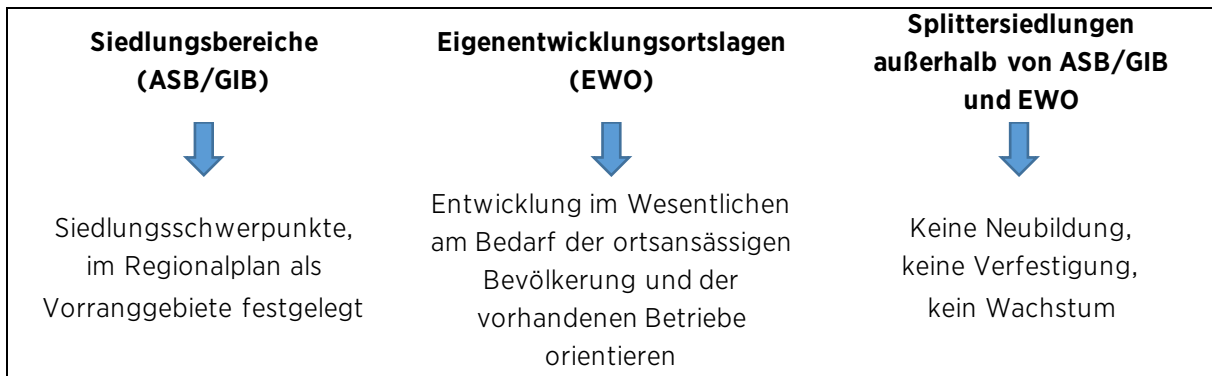 Siedlungsbereiche
(ASB/GIB)
Siedlungsschwerpunkte,
im Regionalplan als
Vorranggebiete festgelegt
Eigenentwicklungsortslagen
(EWO)
Entwicklung im Wesentlichen
am Bedarf der ortsansässigen
Bevölkerung und der
vorhandenen Betriebe
orientieren
Splittersiedlungen
außerhalb von ASB/GIB
und EWO
Keine Neubildung,
keine Verfestigung,
kein Wachstum